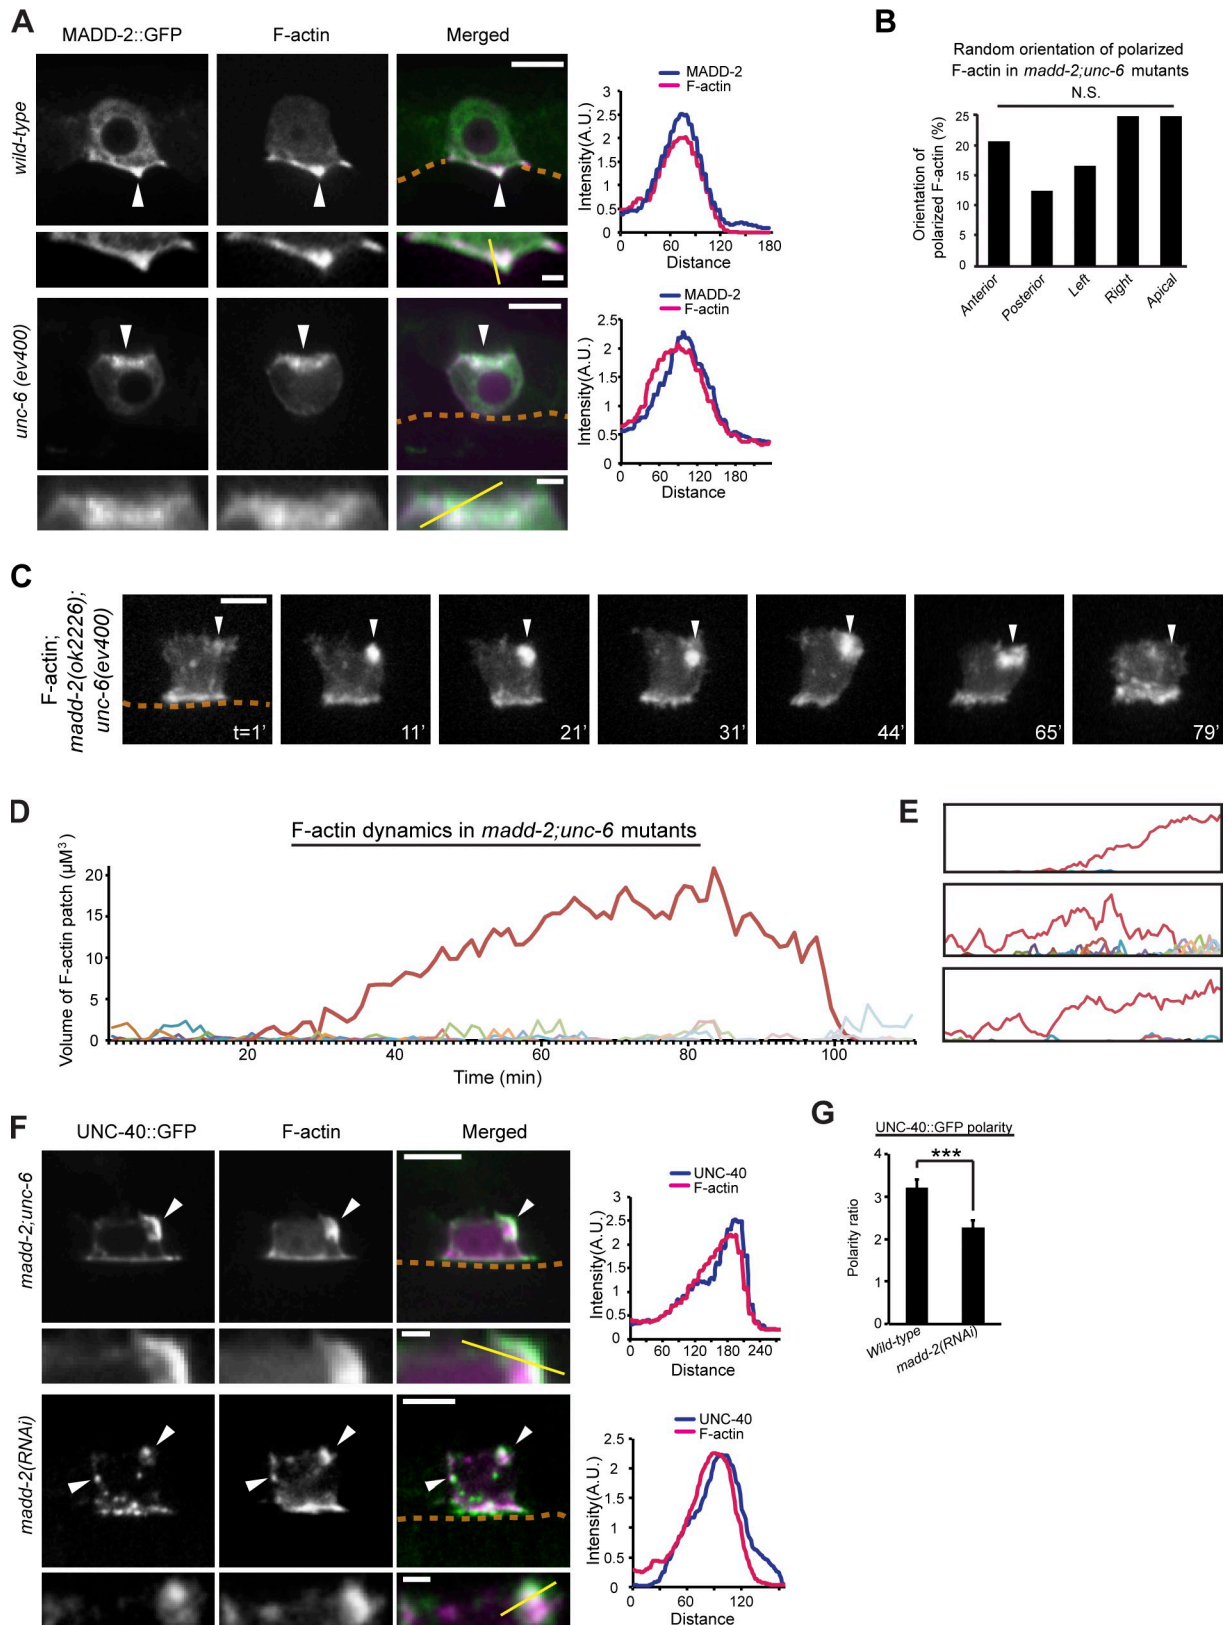 A
MADD-2::GFP
F-actin
Merged
wild-type
unc-6 (ev400)
MADD-2
F-actin
Intensity(A.U.)
3
2.5
2
1.5
1
0.5
0
0 60 120 180
Distance
MADD-2
F-actin
Intensity(A.U.)
2.5
2
1.5
1
0.5
0
0 60 120 180
Distance
B
Random orientation of polarized
F-actin in madd-2;unc-6 mutants
N.S.
Orientation of
polarized F-actin (%)
25
20
15
10
5
0
Anterior
Posterior
Left
Right
Apical
C
F-actin;
madd-2(ok2226);
unc-6(ev400)
t=1’
11’
21’
31’
44’
65’
79’
D
F-actin dynamics in madd-2;unc-6 mutants
Volume of F-actin patch (µM³)
20
15
10
5
0
20 40 60 80 100
Time (min)
E
F
UNC-40::GFP
F-actin
Merged
madd-2;unc-6
madd-2(RNAi)
UNC-40
F-actin
Intensity(A.U.)
3
2.5
2
1.5
1
0.5
0
0 60 120 180 240
Distance
UNC-40
F-actin
Intensity(A.U.)
2.5
2
1.5
1
0.5
0
0 60 120
Distance
G
UNC-40::GFP polarity
***
Polarity ratio
4
3
2
1
0
Wild-type
madd-2(RNAi)